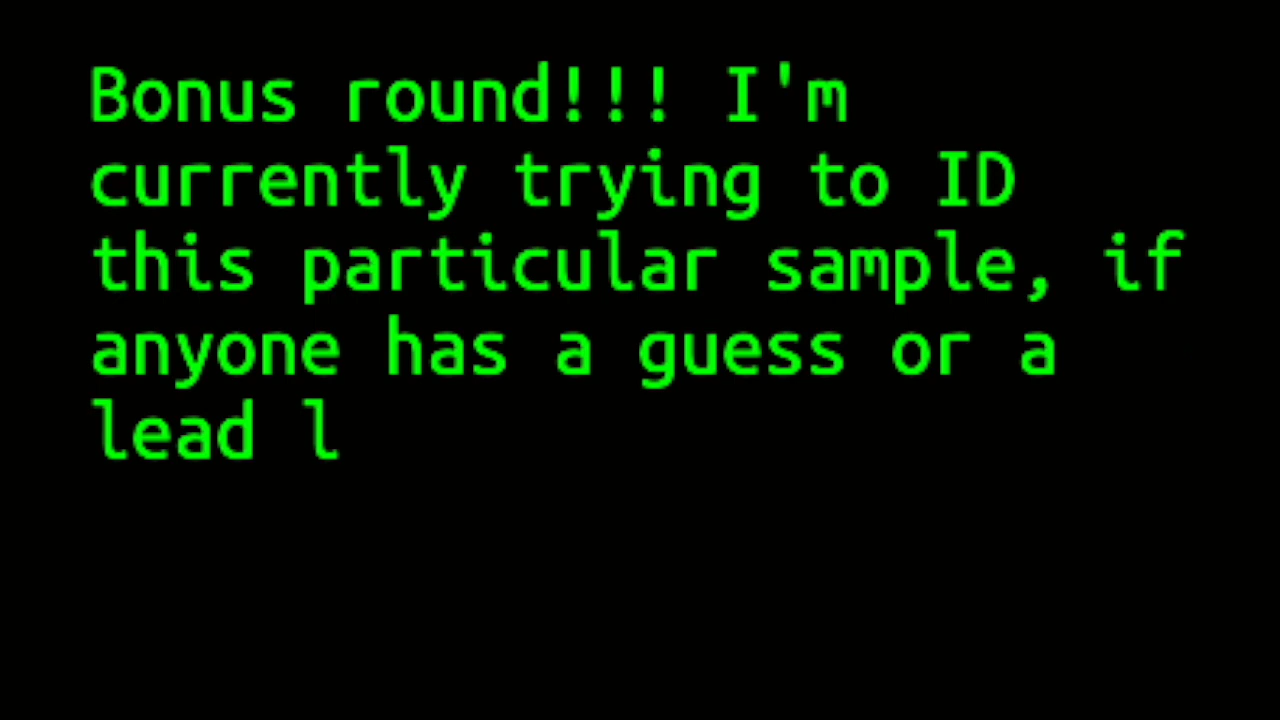 Bonus round!!! I'm
currently trying to ID
this particular sample, if
anyone has a guess or a
lead l